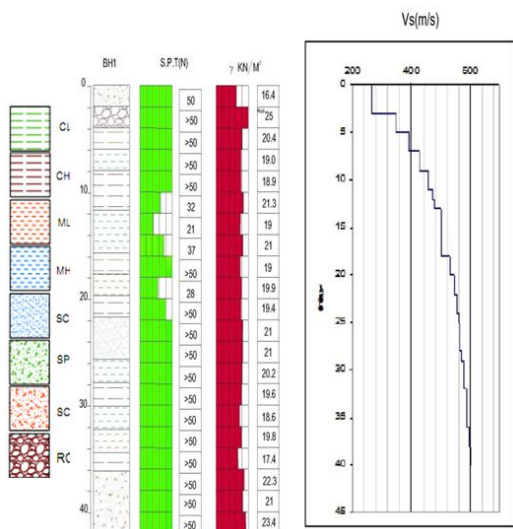 Vs(m/s)
BH1 S.P.T(N) γ KN/M³
200 400 600
0 50 16.4 0
>50 25
CL >50 20.4 5
>50 19.0
CH >50 18.9 10
10 32 21.3
ML 21 19 15
37 21
MH >50 19 20
28 19.9
20 >50 19.4
SC >50 21 25
>50 21
SP >50 20.2 30
>50 19.6
30 >50 18.6
SC >50 19.8 35
>50 17.4
RC >50 22.3 40
>50 21
40 >50 23.4 45